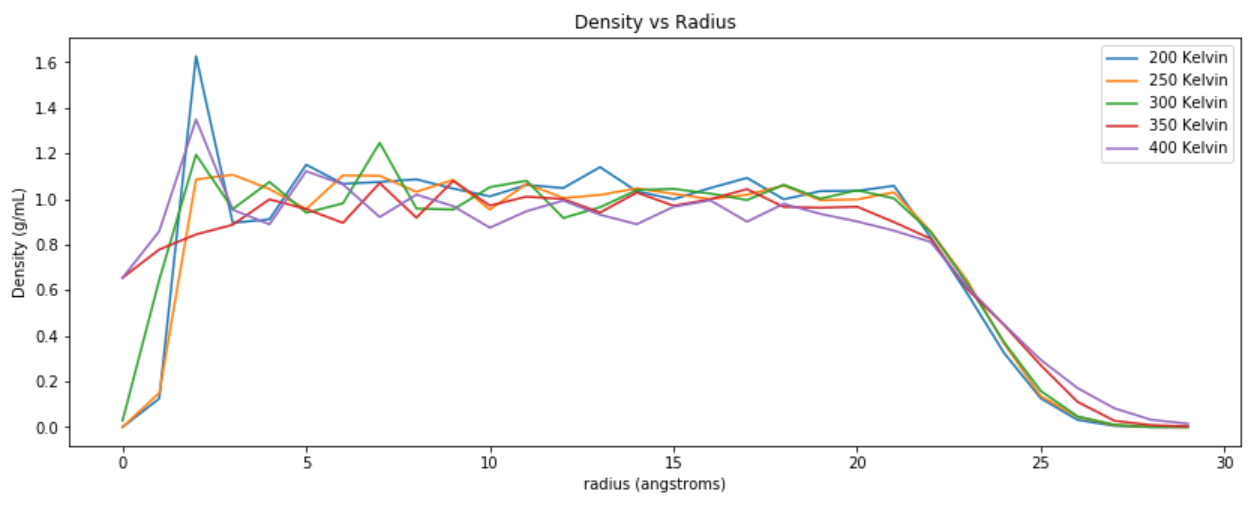 Density vs Radius
200 Kelvin
250 Kelvin
300 Kelvin
350 Kelvin
400 Kelvin
Density (g/mL)
1.6
1.4
1.2
1.0
0.8
0.6
0.4
0.2
0.0
0 5 10 15 20 25 30
radius (angstroms)